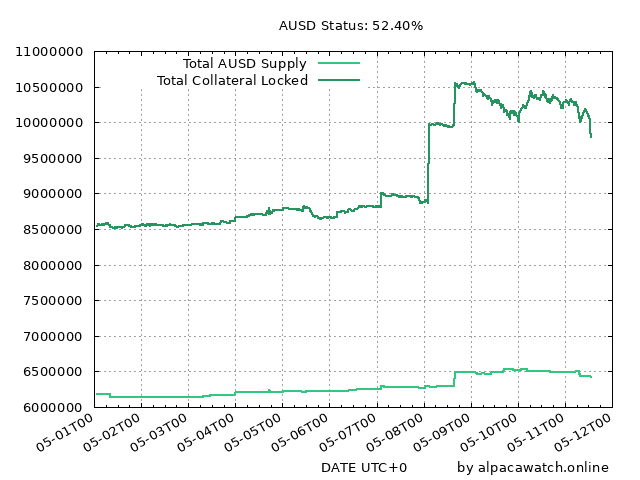 AUSD Status: 52.40%
Total AUSD Supply
Total Collateral Locked
11000000
10500000
10000000
9500000
9000000
8500000
8000000
7500000
7000000
6500000
6000000
05-01T00
05-02T00
05-03T00
05-04T00
05-05T00
05-06T00
05-07T00
05-08T00
05-09T00
05-10T00
05-11T00
05-12T00
DATE UTC+0
by alpacawatch.online